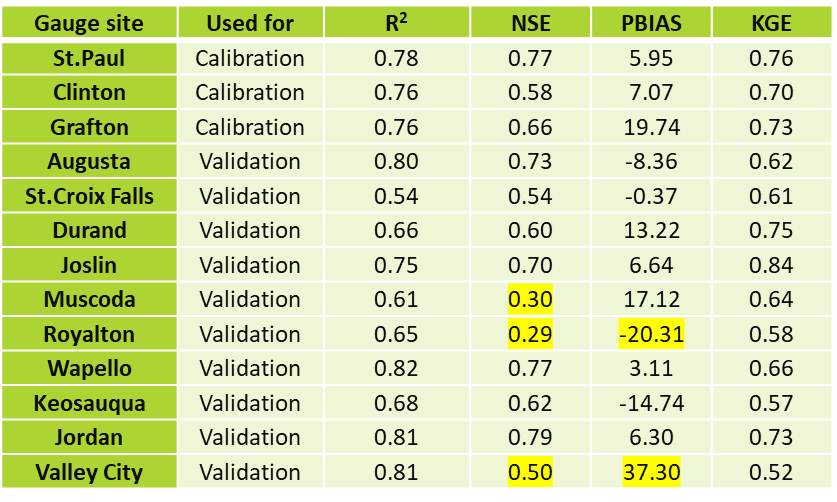 Gauge site Used for R² NSE PBIAS KGE
St.Paul Calibration 0.78 0.77 5.95 0.76
Clinton Calibration 0.76 0.58 7.07 0.70
Grafton Calibration 0.76 0.66 19.74 0.73
Augusta Validation 0.80 0.73 -8.36 0.62
St.Croix Falls Validation 0.54 0.54 -0.37 0.61
Durand Validation 0.66 0.60 13.22 0.75
Joslin Validation 0.75 0.70 6.64 0.84
Muscoda Validation 0.61 0.30 17.12 0.64
Royalton Validation 0.65 0.29 -20.31 0.58
Wapello Validation 0.82 0.77 3.11 0.66
Keosauqua Validation 0.68 0.62 -14.74 0.57
Jordan Validation 0.81 0.79 6.30 0.73
Valley City Validation 0.81 0.50 37.30 0.52